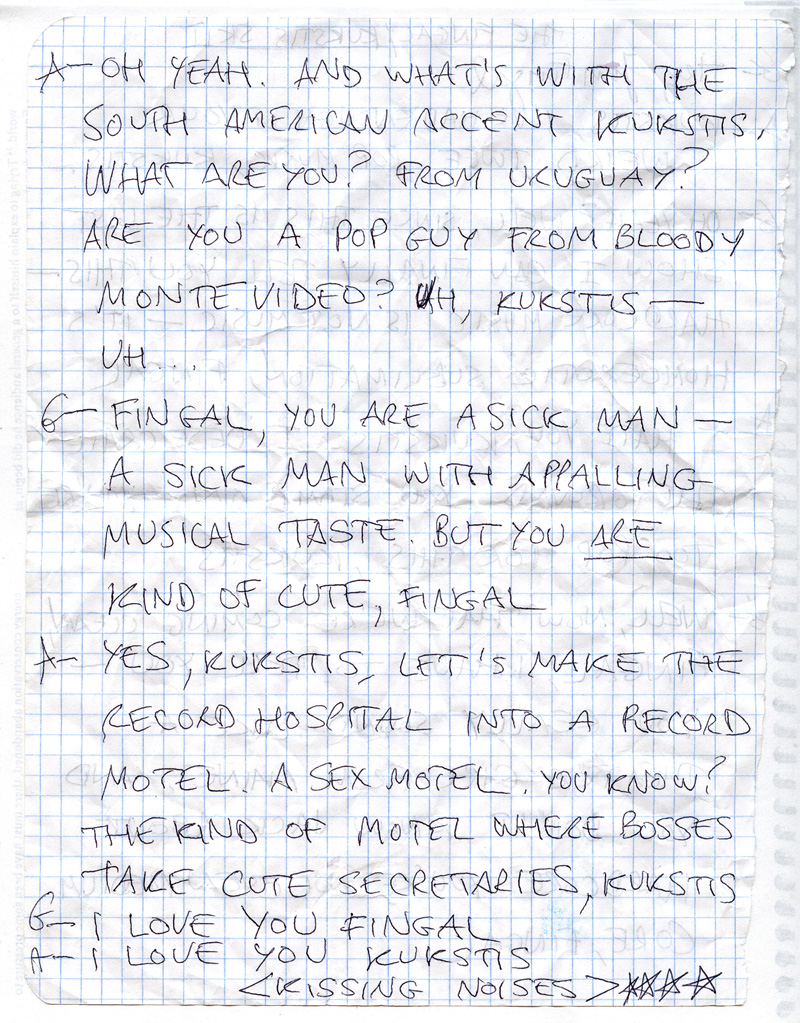 A- OH YEAH. AND WHAT'S WITH THE
SOUTH AMERICAN ACCENT KUKSTIS,
WHAT ARE YOU? FROM UKUGUAY?
ARE YOU A POP GUY FROM BLOODY
MONTE VIDEO? UH, KUKSTIS —
UH...
G- FINGAL, YOU ARE A SICK MAN —
A SICK MAN WITH APPALLING
MUSICAL TASTE. BUT YOU ARE
KIND OF CUTE, FINGAL
A- YES, KUKSTIS, LET'S MAKE THE
RECORD HOSPITAL INTO A RECORD
MOTEL. A SEX MOTEL. YOU KNOW?
THE KIND OF MOTEL WHERE BOSSES
TAKE CUTE SECRETARIES, KUKSTIS
G- I LOVE YOU FINGAL
A- I LOVE YOU KUKSTIS
<KISSING NOISES>